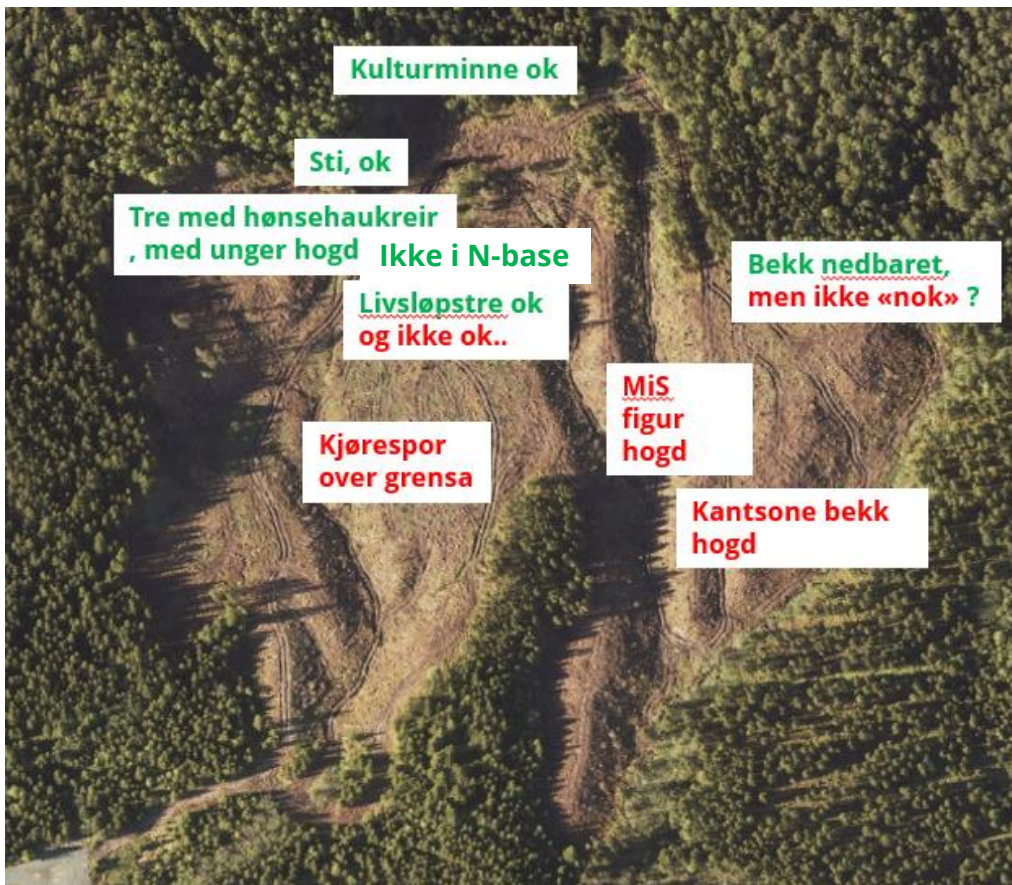 Kulturminne ok
Sti, ok
Tre med hønsehaukreir
, med unger hogd
Ikke i N-base
Livsløpstre ok
og ikke ok..
Bekk nedbaret,
men ikke «nok» ?
MiS
figur
hogd
Kjørespor
over grensa
Kantsone bekk
hogd